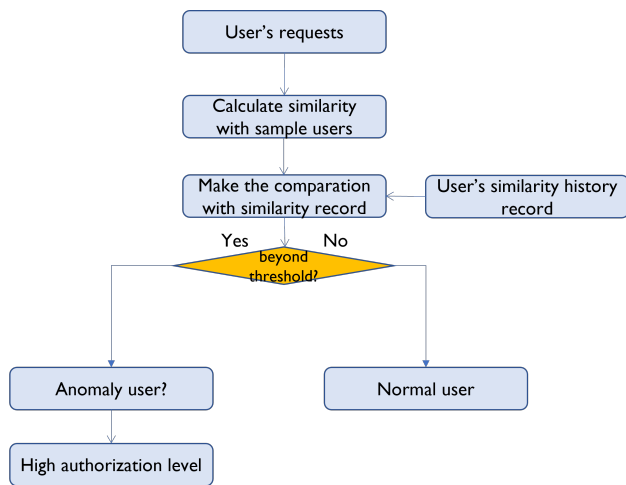 User’s requests
Calculate similarity
with sample users
Make the comparation
with similarity record
User’s similarity history
record
Yes
No
beyond
threshold?
Anomaly user?
Normal user
High authorization level